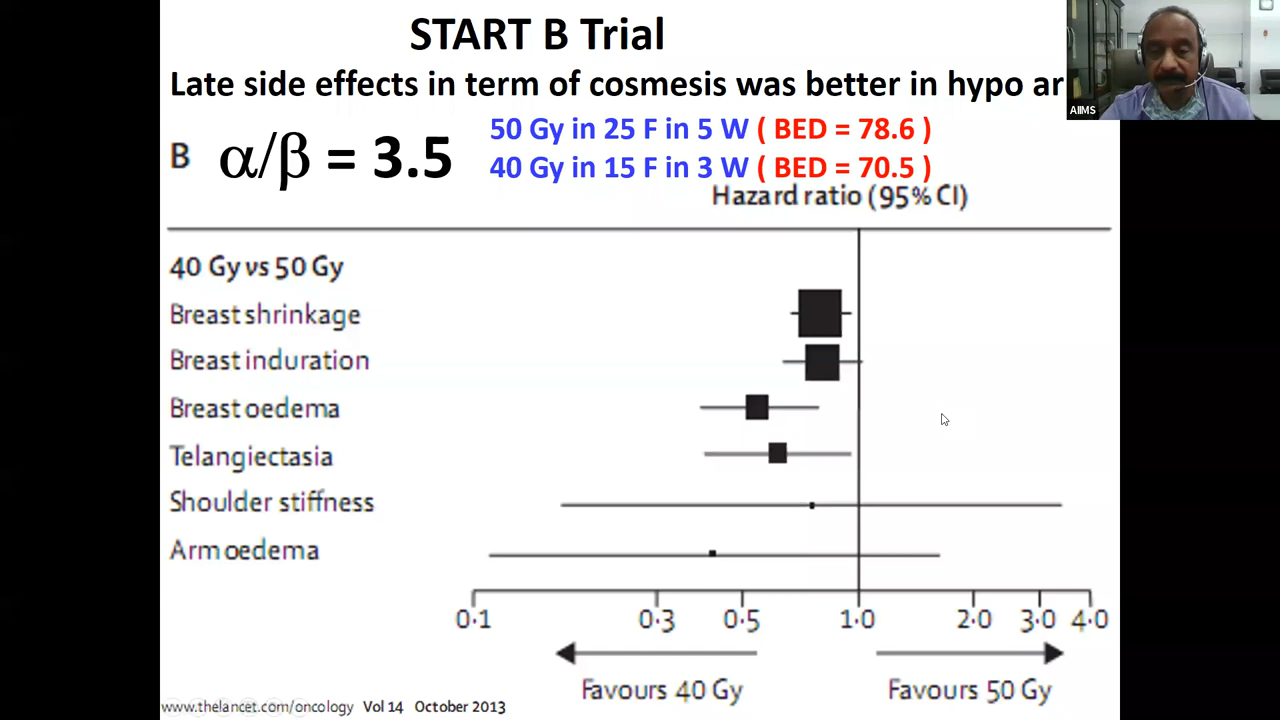 START B Trial
Late side effects in term of cosmesis was better in hypo ar
AIIMS
50 Gy in 25 F in 5 W ( BED = 78.6 )
B α/β = 3.5
40 Gy in 15 F in 3 W ( BED = 70.5 )
Hazard ratio (95% CI)
40 Gy vs 50 Gy
Breast shrinkage
Breast induration
Breast oedema
Telangiectasia
Shoulder stiffness
Arm oedema
0·1 0·3 0·5 1·0 2·0 3·0 4·0
Favours 40 Gy Favours 50 Gy
www.thelancet.com/oncology Vol 14 October 2013